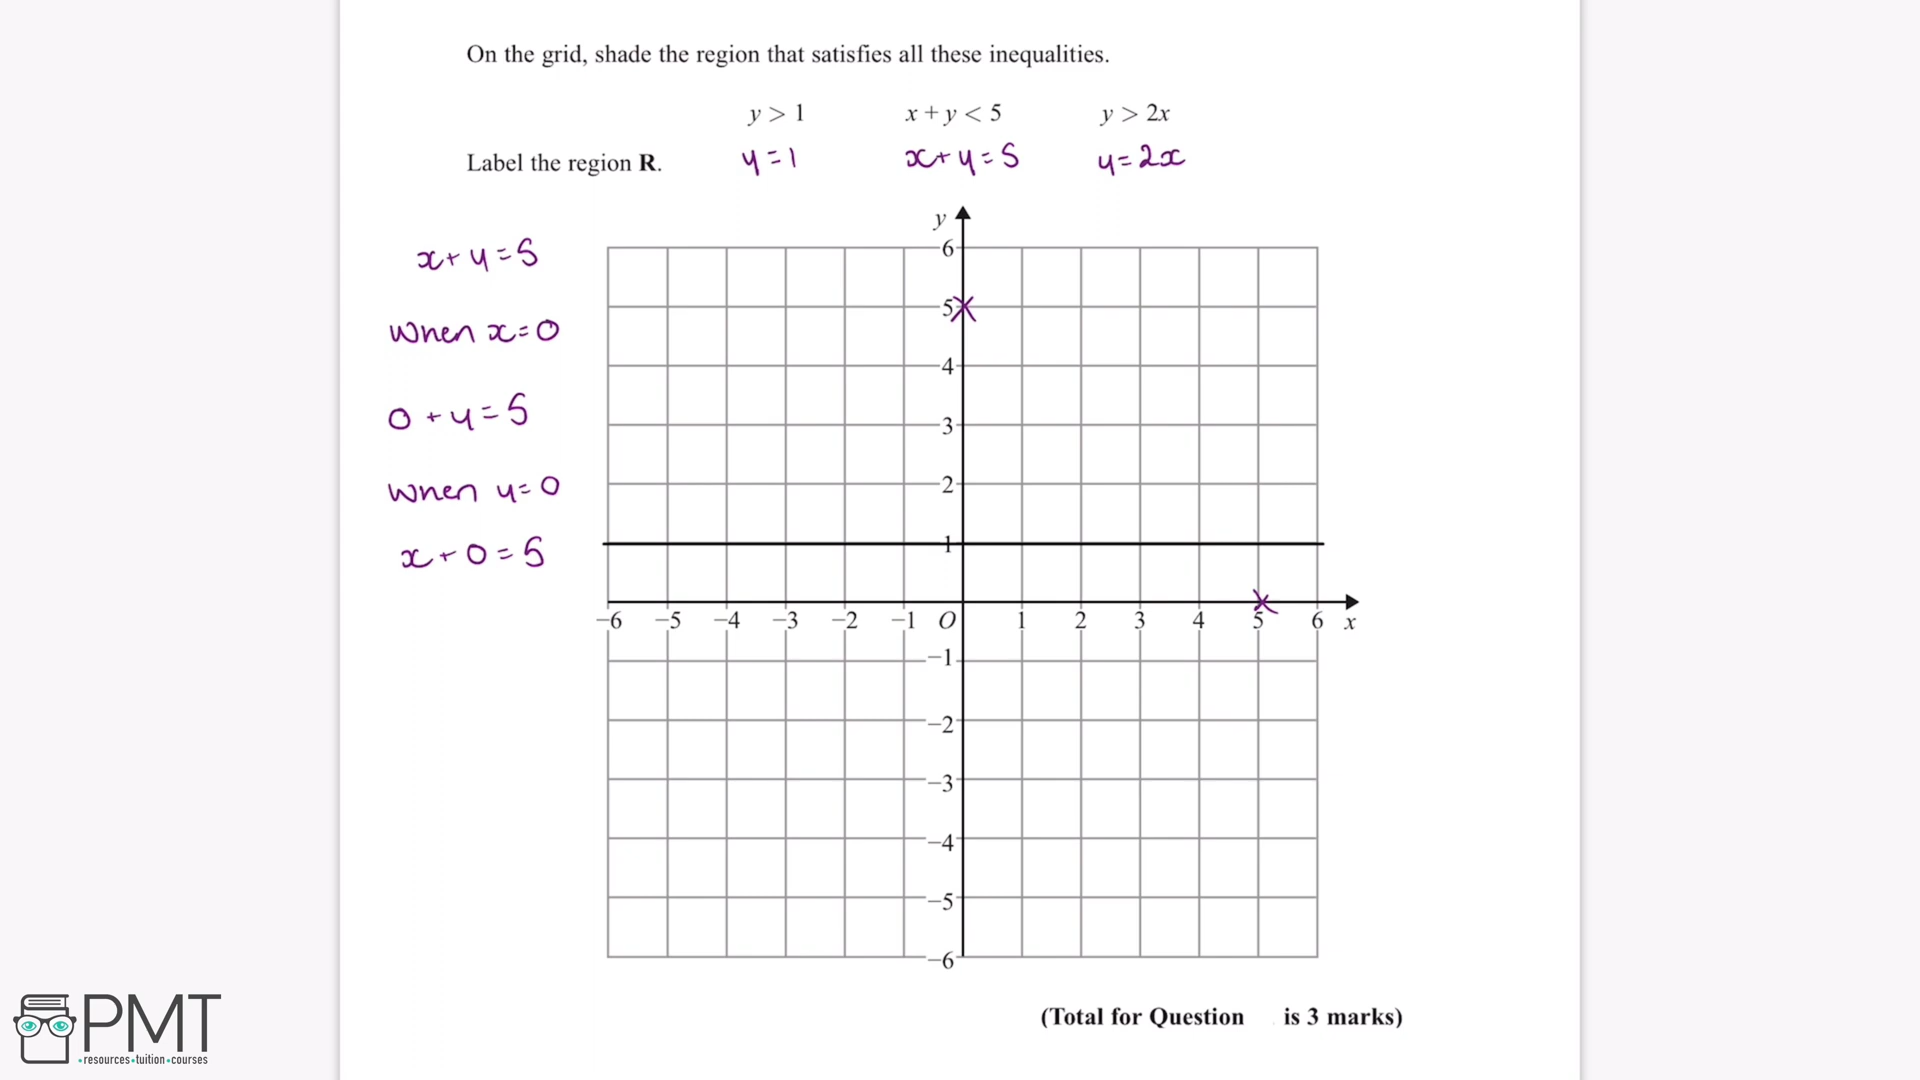 On the grid, shade the region that satisfies all these inequalities.
y > 1 x + y < 5 y > 2x
Label the region R. y = 1 x + y = 5 y = 2x
x + y = 5
When x = 0
0 + y = 5
When y = 0
x + 0 = 5
y
6
5
4
3
2
1
−6 −5 −4 −3 −2 −1 O 1 2 3 4 5 6 x
−1
−2
−3
−4
−5
−6
(Total for Question is 3 marks)
PMT
•resources•tuition•courses